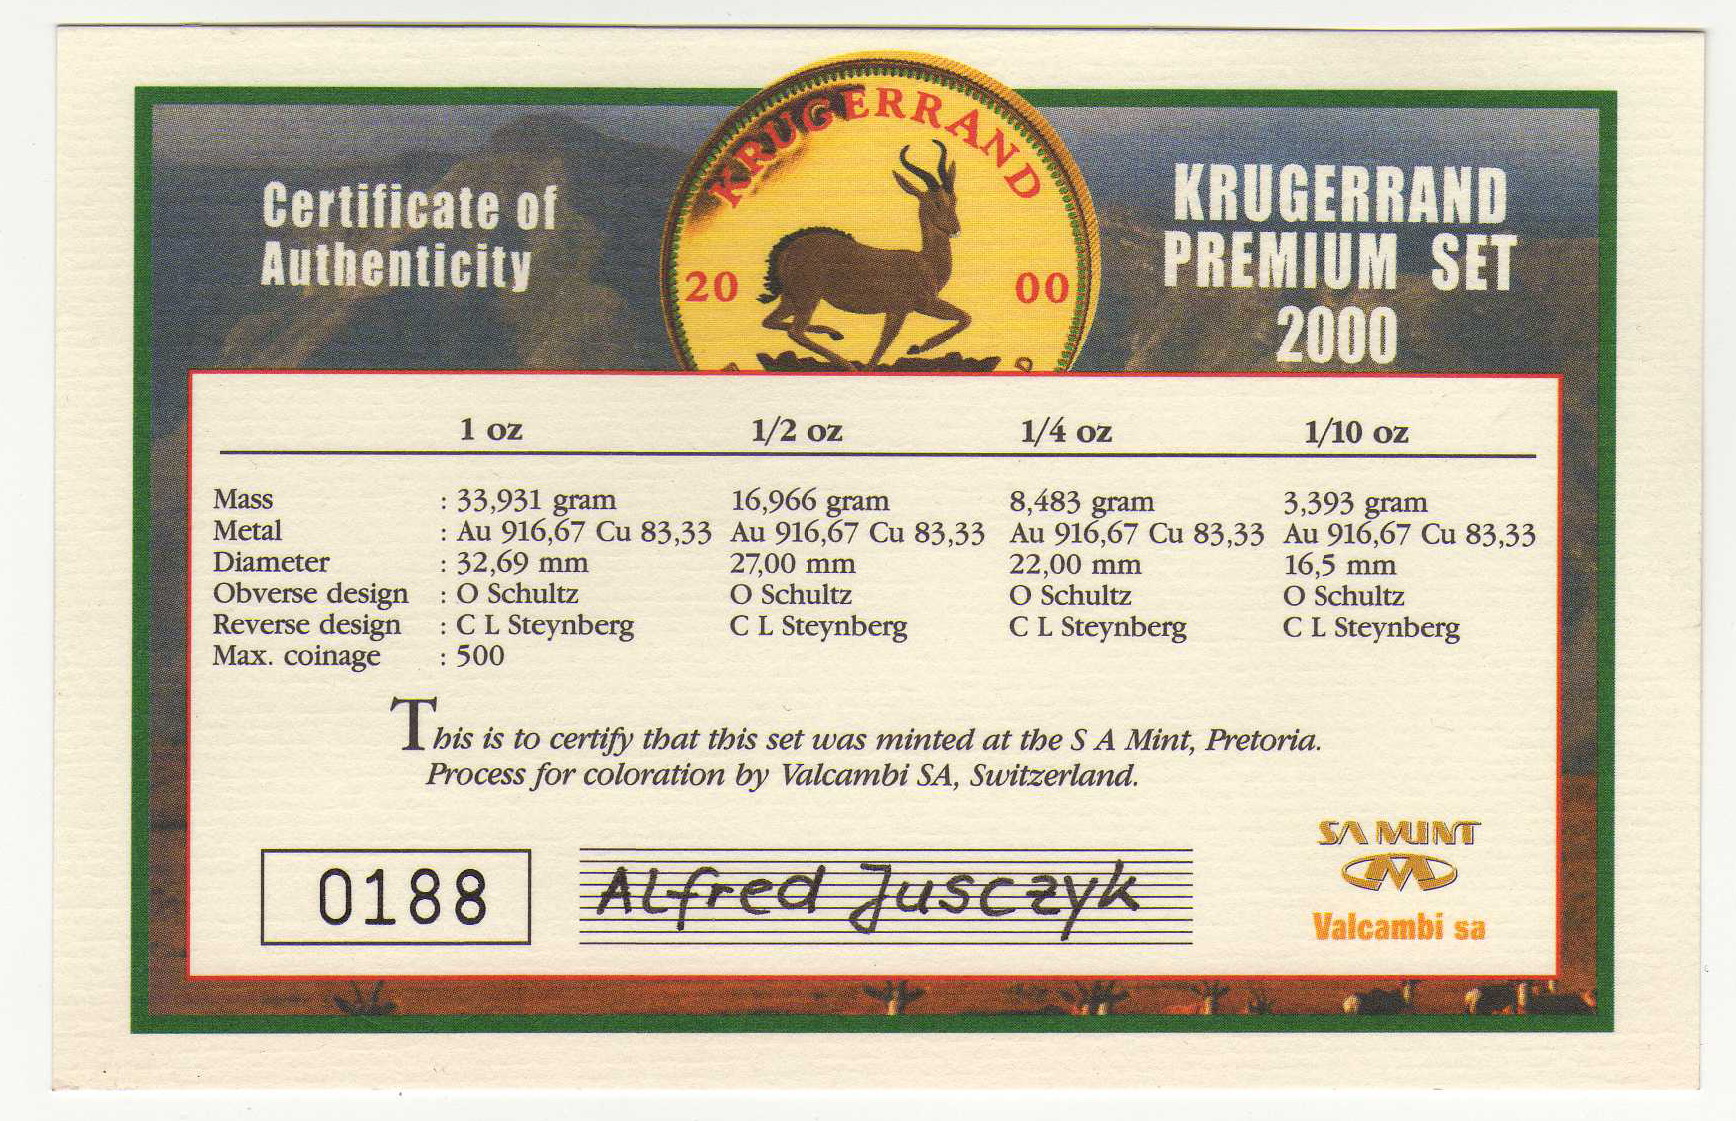 KRUGERRAND
20 00
Certificate of
Authenticity
KRUGERRAND
PREMIUM SET
2000
1 oz 1/2 oz 1/4 oz 1/10 oz
Mass : 33,931 gram 16,966 gram 8,483 gram 3,393 gram
Metal : Au 916,67 Cu 83,33 Au 916,67 Cu 83,33 Au 916,67 Cu 83,33 Au 916,67 Cu 83,33
Diameter : 32,69 mm 27,00 mm 22,00 mm 16,5 mm
Obverse design : O Schultz O Schultz O Schultz O Schultz
Reverse design : C L Steynberg C L Steynberg C L Steynberg C L Steynberg
Max. coinage : 500
This is to certify that this set was minted at the S A Mint, Pretoria.
Process for coloration by Valcambi SA, Switzerland.
0188
Alfred Jusczyk
SA MINT
Valcambi sa